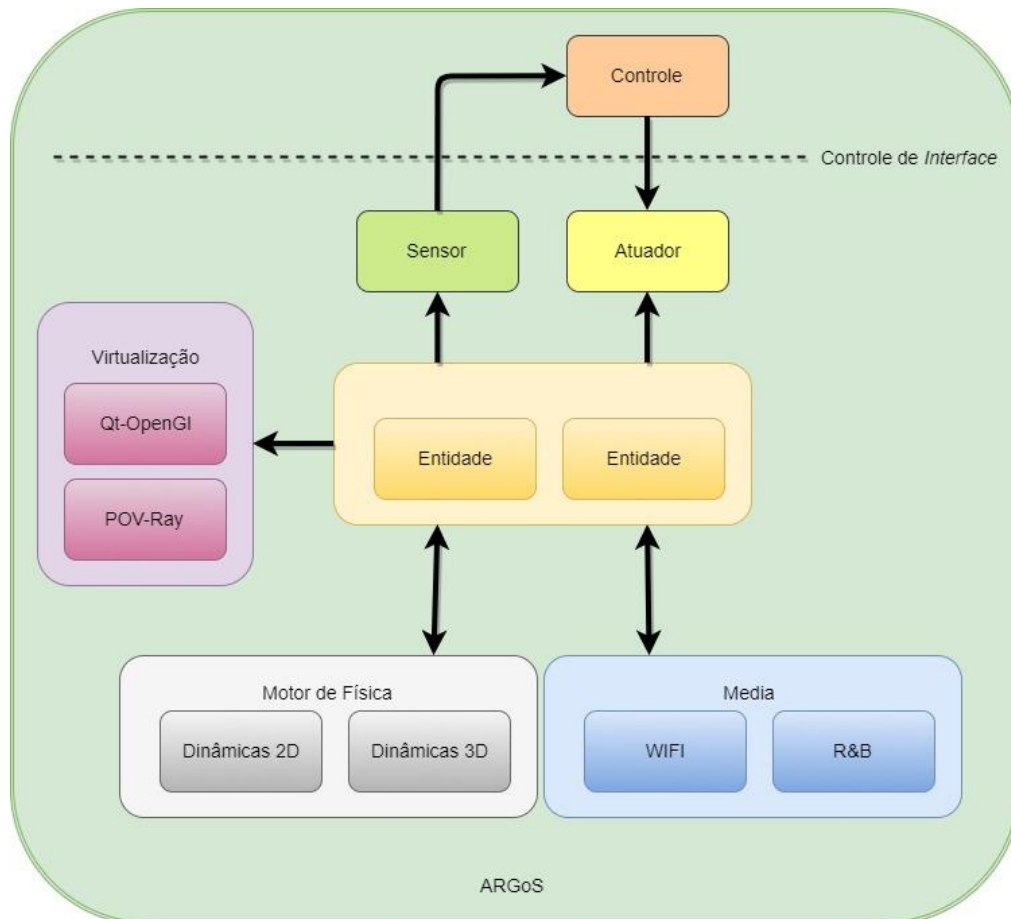 Controle
Controle de Interface
Sensor
Atuador
Virtualização
Qt-OpenGl
POV-Ray
Entidade
Entidade
Motor de Física
Dinâmicas 2D
Dinâmicas 3D
Media
WIFI
R&B
ARGoS